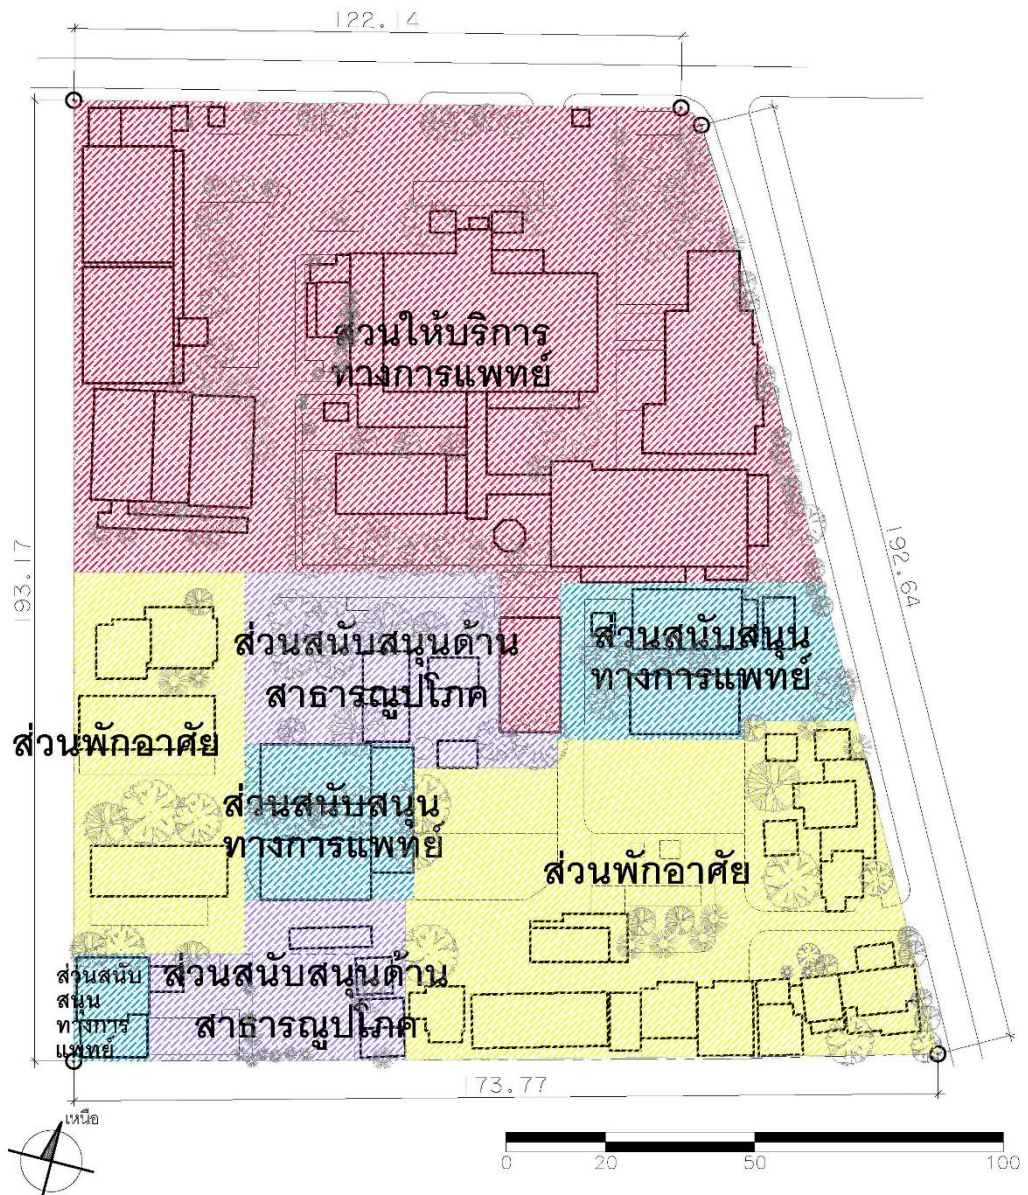 122.14
ส่วนให้บริการ
ทางการแพทย์
193.17
192.64
ส่วนสนับสนุนด้าน
สาธารณูปโภค
ส่วนสนับสนุน
ทางการแพทย์
ส่วนพักอาศัย
ส่วนสนับสนุน
ทางการแพทย์
ส่วนพักอาศัย
ส่วนสนับ
สนุน
ทางการ
แพทย์
ส่วนสนับสนุนด้าน
สาธารณูปโภค
173.77
เหนือ
0 20 50 100